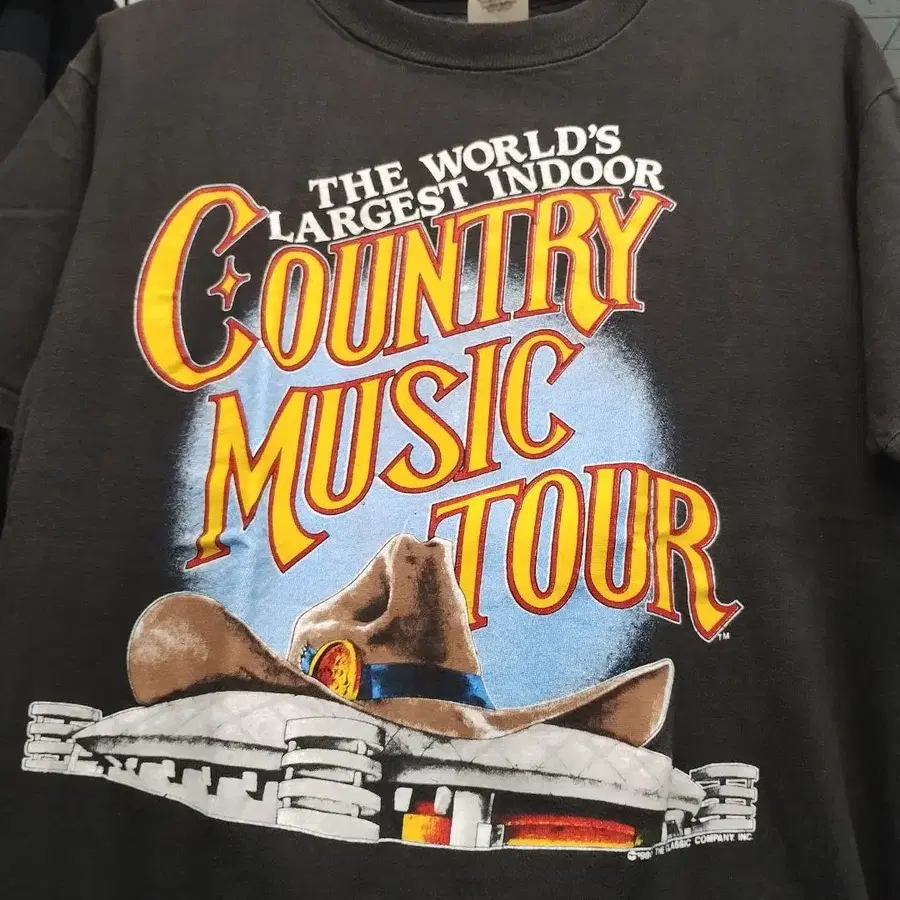 THE WORLD'S
LARGEST INDOOR
COUNTRY
MUSIC
TOUR
TM
THE CLASSIC COMPANY, INC.